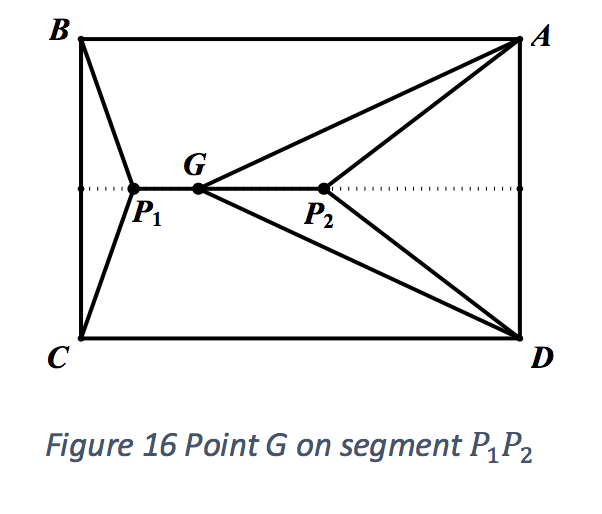 B A
G
P₁ P₂
C D
Figure 16 Point G on segment P₁P₂